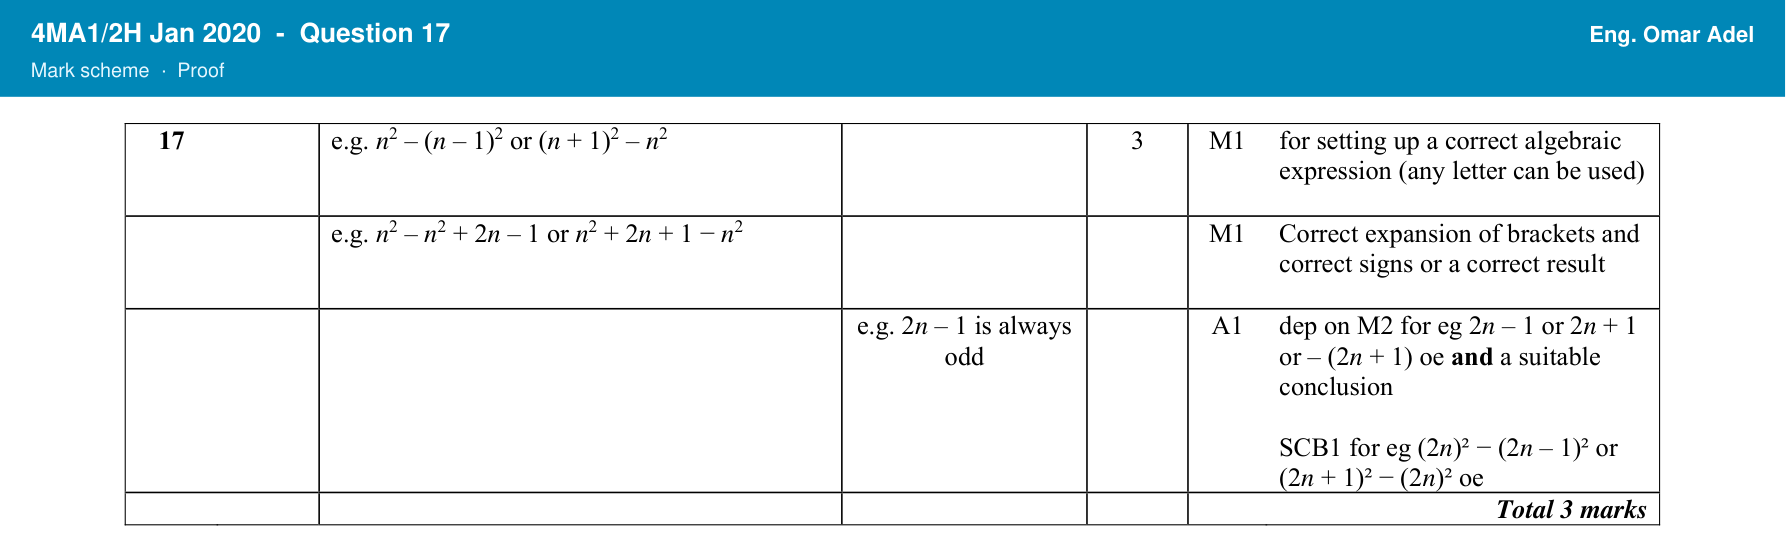 4MA1/2H Jan 2020 - Question 17
Eng. Omar Adel
Mark scheme · Proof
17
e.g. n² – (n – 1)² or (n + 1)² – n²
3
M1
for setting up a correct algebraic
expression (any letter can be used)
e.g. n² – n² + 2n – 1 or n² + 2n + 1 − n²
M1
Correct expansion of brackets and
correct signs or a correct result
e.g. 2n – 1 is always
odd
A1
dep on M2 for eg 2n – 1 or 2n + 1
or – (2n + 1) oe and a suitable
conclusion
SCB1 for eg (2n)² − (2n – 1)² or
(2n + 1)² − (2n)² oe
Total 3 marks